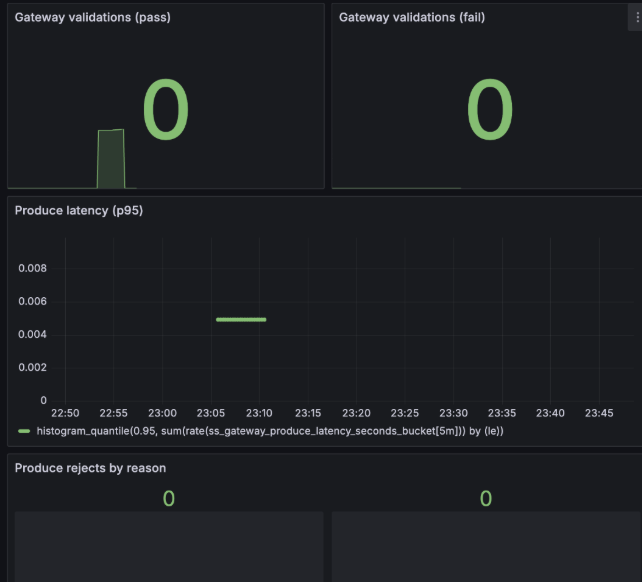 Gateway validations (pass)
Gateway validations (fail)
0
0
Produce latency (p95)
0.008
0.006
0.004
0.002
0
22:50 22:55 23:00 23:05 23:10 23:15 23:20 23:25 23:30 23:35 23:40 23:45
histogram_quantile(0.95, sum(rate(ss_gateway_produce_latency_seconds_bucket[5m])) by (le))
Produce rejects by reason
0
0